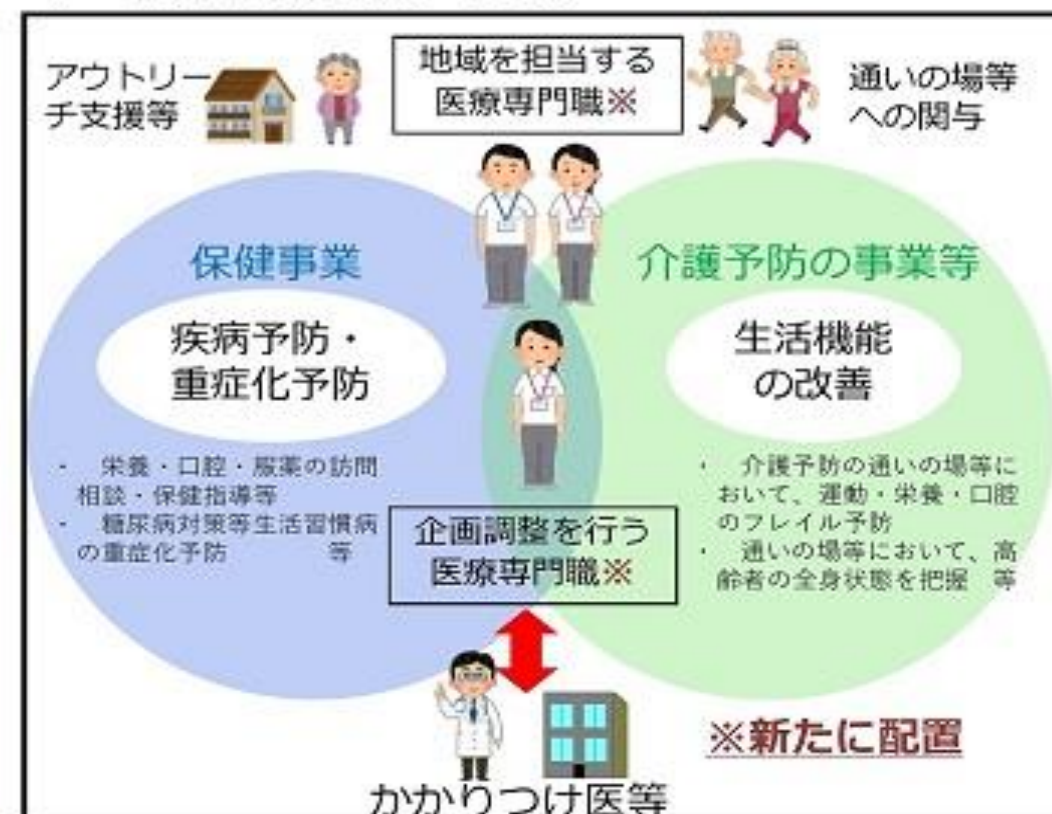 アウトリー
チ支援等
地域を担当する
医療専門職※
通いの場等
への関与
保健事業
疾病予防・
重症化予防
・　栄養・口腔・服薬の訪問
相談・保健指導等
・　糖尿病対策等生活習慣病
の重症化予防　　　　等
介護予防の事業等
生活機能
の改善
・　介護予防の通いの場等に
おいて、運動・栄養・口腔
のフレイル予防
・　通いの場等において、高
齢者の全身状態を把握　等
企画調整を行う
医療専門職※
※新たに配置
かかりつけ医等